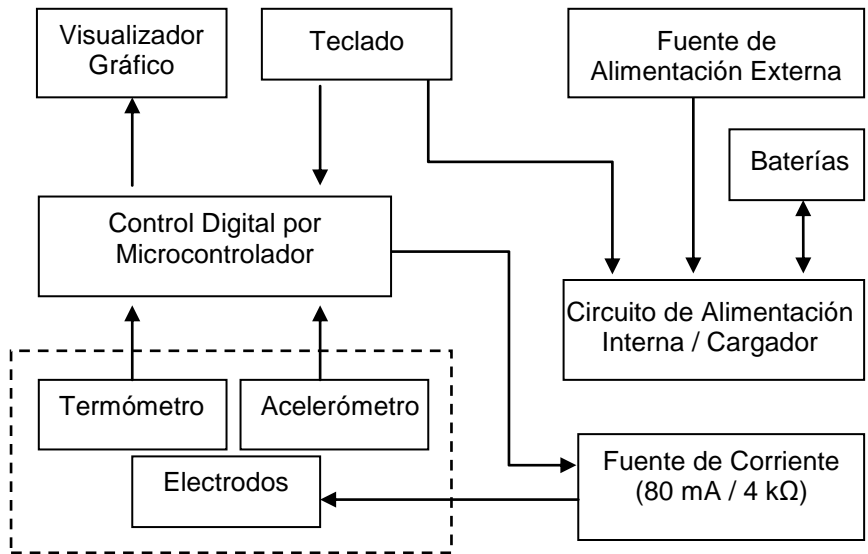 Visualizador
Gráfico
Teclado
Fuente de
Alimentación Externa
Baterías
Control Digital por
Microcontrolador
Circuito de Alimentación
Interna / Cargador
Termómetro
Acelerómetro
Electrodos
Fuente de Corriente
(80 mA / 4 kΩ)